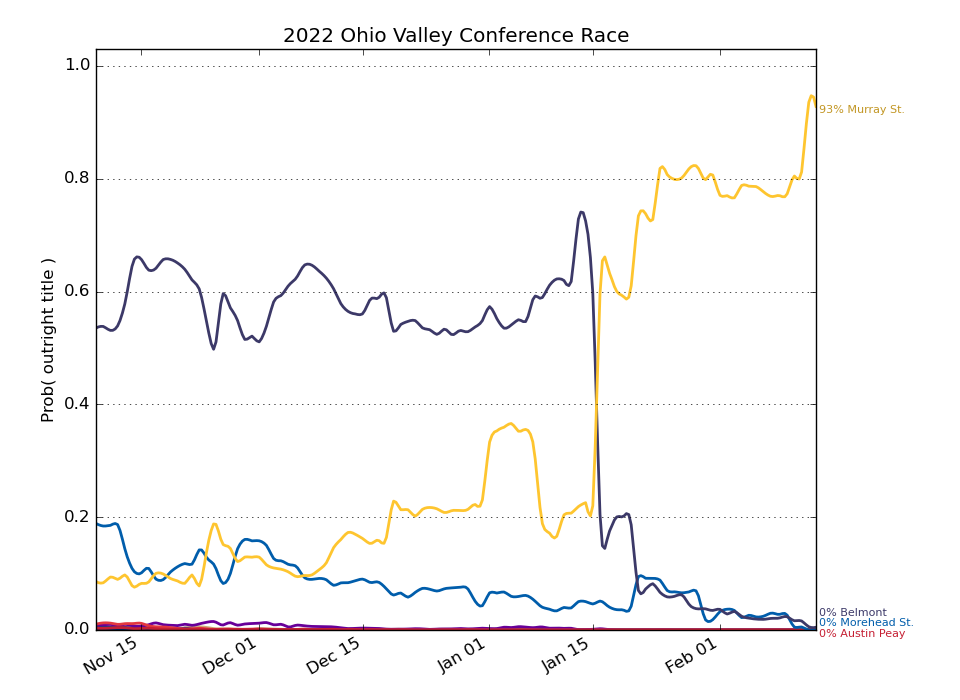 2022 Ohio Valley Conference Race
Prob( outright title )
1.0
0.8
0.6
0.4
0.2
0.0
Nov 15
Dec 01
Dec 15
Jan 01
Jan 15
Feb 01
93% Murray St.
0% Belmont
0% Morehead St.
0% Austin Peay